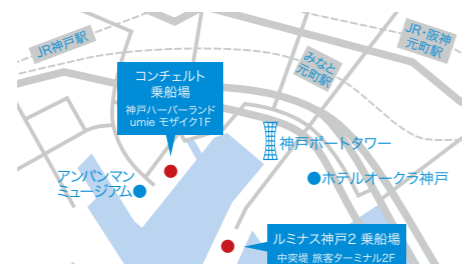 JR神戸駅
JR・阪神
元町駅
みなと
元町駅
コンチェルト
乗船場
神戸ハーバーランド
umie モザイク1F
神戸ポートタワー
アンパンマン
ミュージアム
ホテルオークラ神戸
ルミナス神戸2 乗船場
中突堤 旅客ターミナル2F